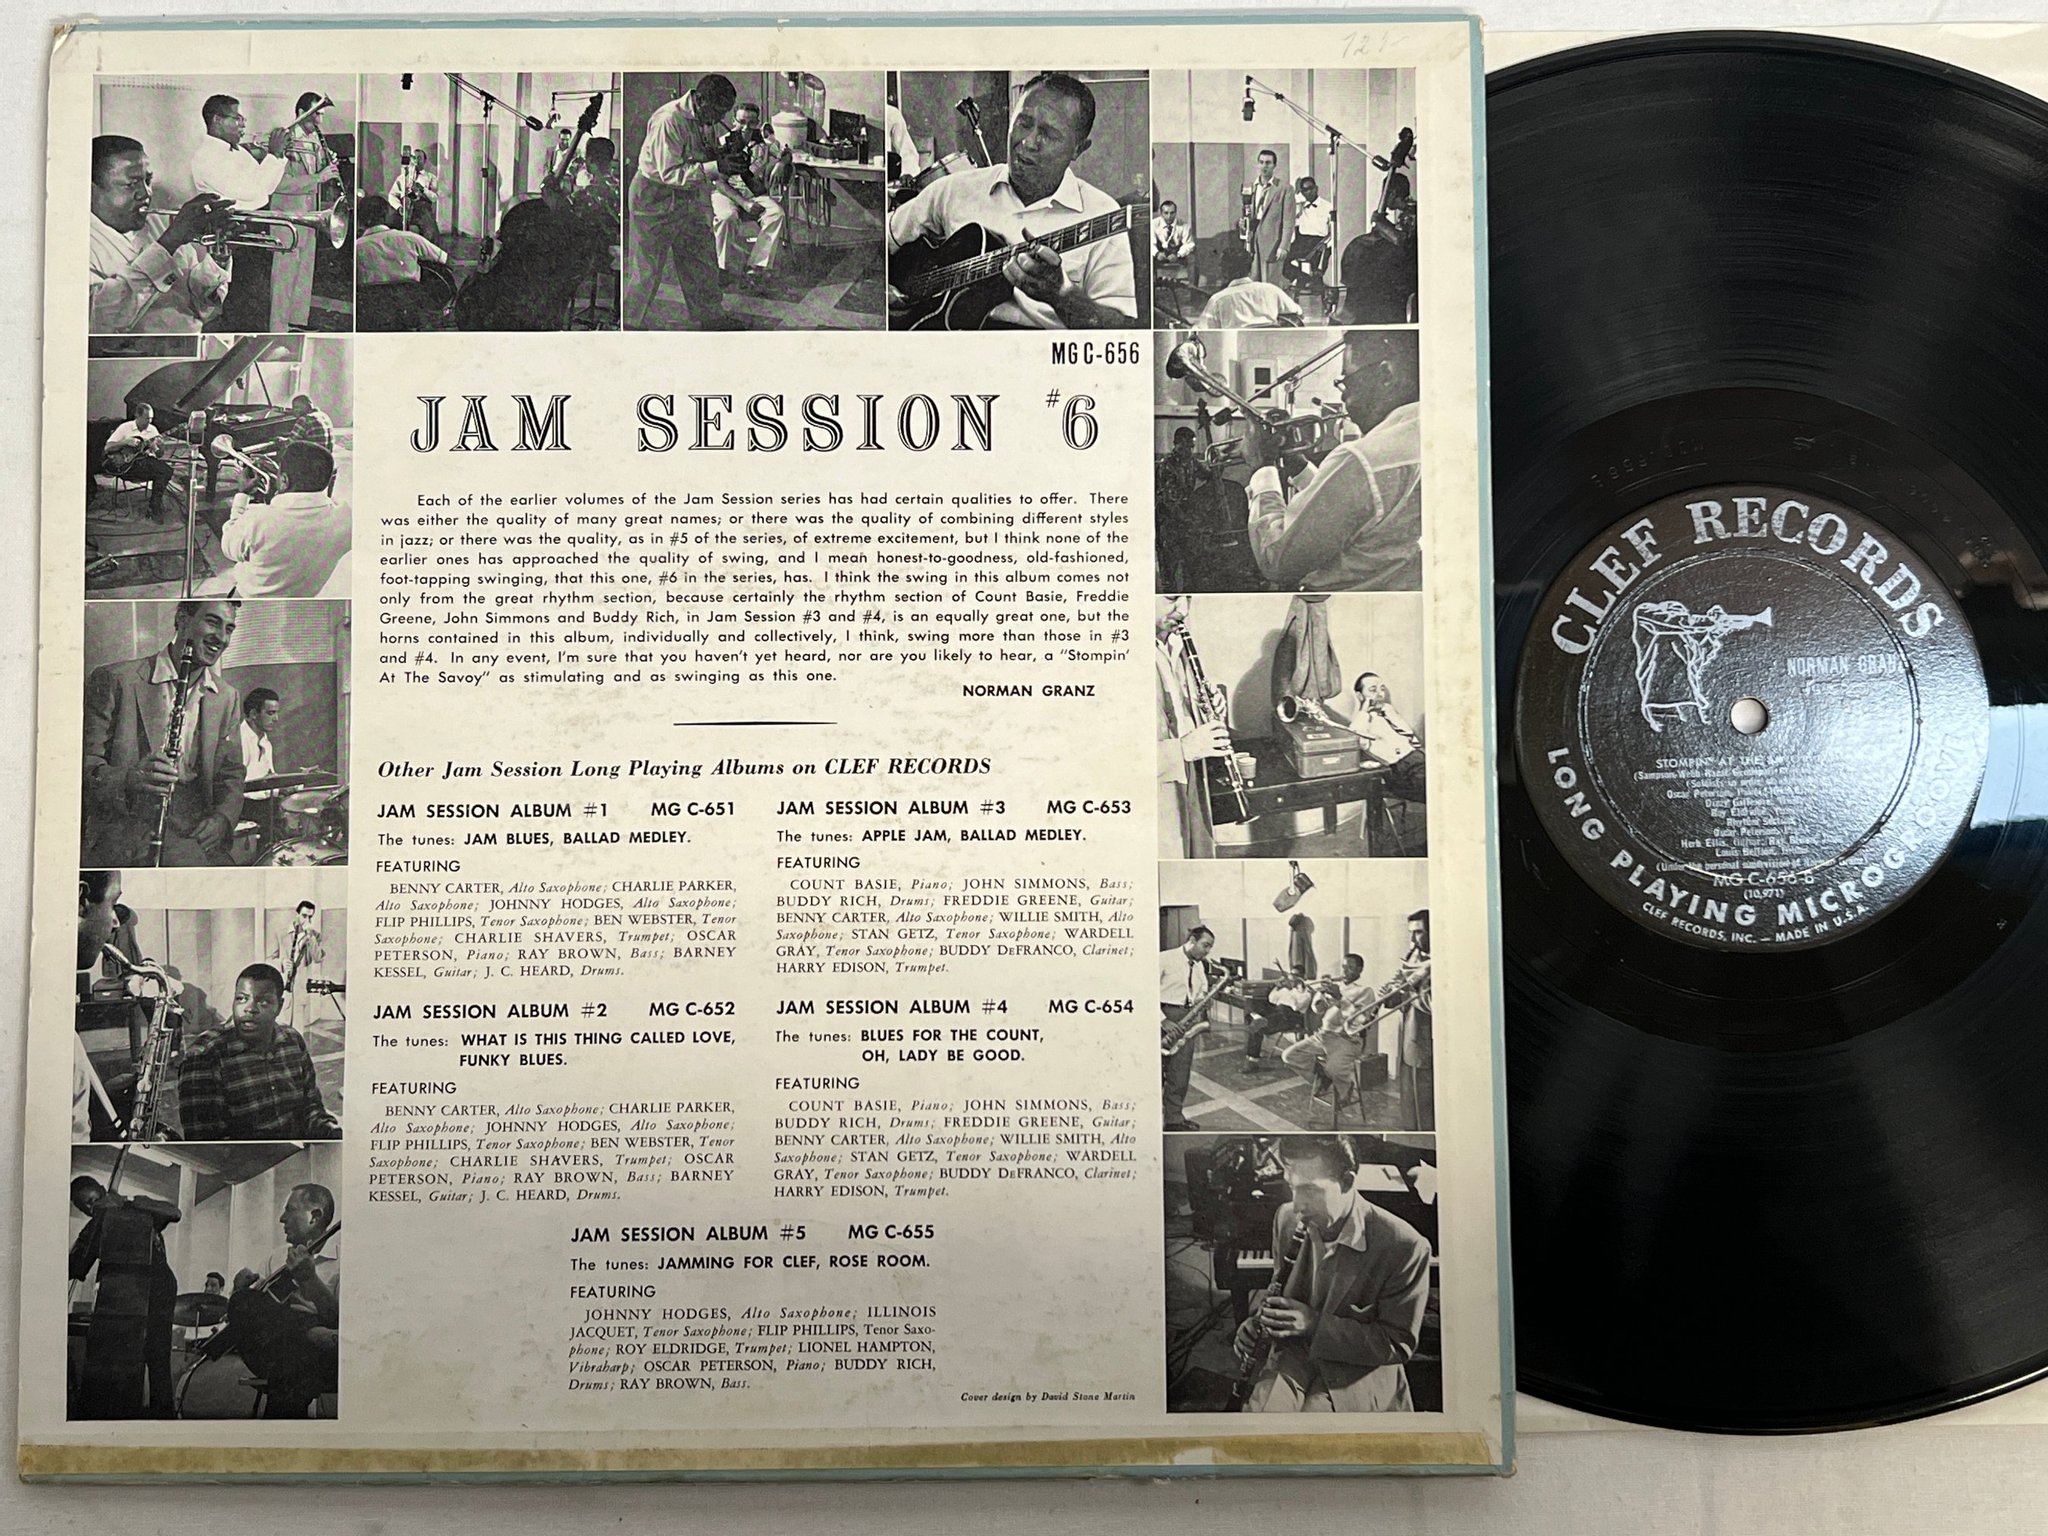 MG C-656
JAM SESSION #6
Each of the earlier volumes of the Jam Session series has had certain qualities to offer. There
was either the quality of many great names; or there was the quality of combining different styles
in jazz; or there was the quality, as in #5 of the series, of extreme excitement, but I think none of the
earlier ones has approached the quality of swing, and I mean honest-to-goodness, old-fashioned,
foot-tapping swinging, that this one, #6 in the series, has. I think the swing in this album comes not
only from the great rhythm section, because certainly the rhythm section of Count Basie, Freddie
Greene, John Simmons and Buddy Rich, in Jam Session #3 and #4, is an equally great one, but the
horns contained in this album, individually and collectively, I think, swing more than those in #3
and #4. In any event, I'm sure that you haven't yet heard, nor are you likely to hear, a "Stompin'
At The Savoy" as stimulating and as swinging as this one.
NORMAN GRANZ
Other Jam Session Long Playing Albums on CLEF RECORDS
JAM SESSION ALBUM #1 MG C-651
The tunes: JAM BLUES, BALLAD MEDLEY.
FEATURING
BENNY CARTER, Alto Saxophone; CHARLIE PARKER,
Alto Saxophone; JOHNNY HODGES, Alto Saxophone;
FLIP PHILLIPS, Tenor Saxophone; BEN WEBSTER, Tenor
Saxophone; CHARLIE SHAVERS, Trumpet; OSCAR
PETERSON, Piano; RAY BROWN, Bass; BARNEY
KESSEL, Guitar; J. C. HEARD, Drums.
JAM SESSION ALBUM #2 MG C-652
The tunes: WHAT IS THIS THING CALLED LOVE,
FUNKY BLUES.
FEATURING
BENNY CARTER, Alto Saxophone; CHARLIE PARKER,
Alto Saxophone; JOHNNY HODGES, Alto Saxophone;
FLIP PHILLIPS, Tenor Saxophone; BEN WEBSTER, Tenor
Saxophone; CHARLIE SHAVERS, Trumpet; OSCAR
PETERSON, Piano; RAY BROWN, Bass; BARNEY
KESSEL, Guitar; J. C. HEARD, Drums.
JAM SESSION ALBUM #3 MG C-653
The tunes: APPLE JAM, BALLAD MEDLEY.
FEATURING
COUNT BASIE, Piano; JOHN SIMMONS, Bass;
BUDDY RICH, Drums; FREDDIE GREENE, Guitar;
BENNY CARTER, Alto Saxophone; WILLIE SMITH, Alto
Saxophone; STAN GETZ, Tenor Saxophone; WARDELL
GRAY, Tenor Saxophone; BUDDY DEFRANCO, Clarinet;
HARRY EDISON, Trumpet.
JAM SESSION ALBUM #4 MG C-654
The tunes: BLUES FOR THE COUNT,
OH, LADY BE GOOD.
FEATURING
COUNT BASIE, Piano; JOHN SIMMONS, Bass;
BUDDY RICH, Drums; FREDDIE GREENE, Guitar;
BENNY CARTER, Alto Saxophone; WILLIE SMITH, Alto
Saxophone; STAN GETZ, Tenor Saxophone; WARDELL
GRAY, Tenor Saxophone; BUDDY DEFRANCO, Clarinet;
HARRY EDISON, Trumpet.
JAM SESSION ALBUM #5 MG C-655
The tunes: JAMMING FOR CLEF, ROSE ROOM.
FEATURING
JOHNNY HODGES, Alto Saxophone; ILLINOIS
JACQUET, Tenor Saxophone; FLIP PHILLIPS, Tenor Saxo-
phone; ROY ELDRIDGE, Trumpet; LIONEL HAMPTON,
Vibraharp; OSCAR PETERSON, Piano; BUDDY RICH,
Drums; RAY BROWN, Bass.
Cover design by David Stone Martin
CLEF RECORDS
NORMAN GRANZ
STOMPIN' AT THE
Oscar Peterson,
Roy Eldridge,
Rhythm Section
Oscar Peterson,
Herb Ellis, Guitar; Ray Brown,
(Under the personal supervision of
MG C-656
(10,971)
LONG PLAYING MICROGROOVE
CLEF RECORDS, INC. — MADE IN U.S.A.